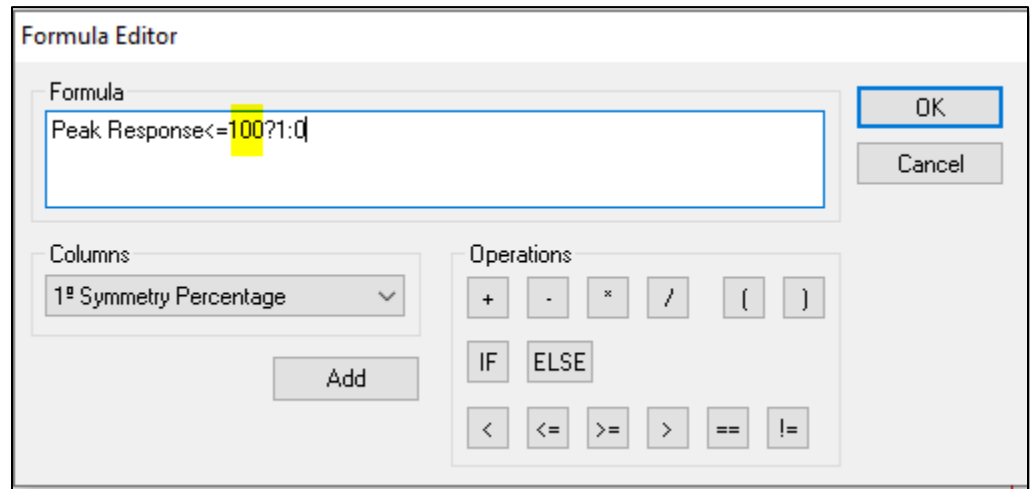 Formula Editor
Formula
Peak Response<=100?1:0
OK
Cancel
Columns
1º Symmetry Percentage
Add
Operations
+ - * / ( )
IF ELSE
< <= >= > == !=